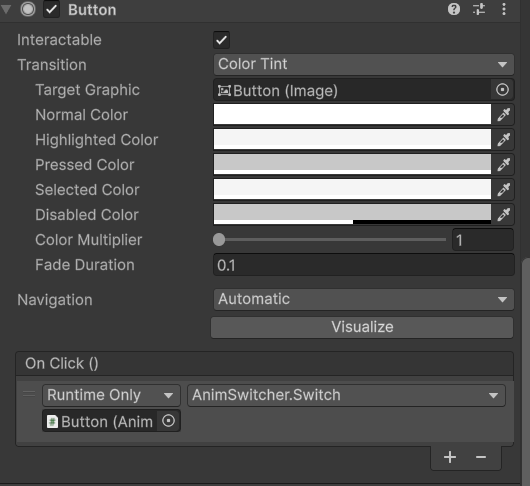 Button
Interactable
Transition Color Tint
Target Graphic Button (Image)
Normal Color
Highlighted Color
Pressed Color
Selected Color
Disabled Color
Color Multiplier 1
Fade Duration 0.1
Navigation Automatic
Visualize
On Click ()
Runtime Only AnimSwitcher.Switch
Button (Anim